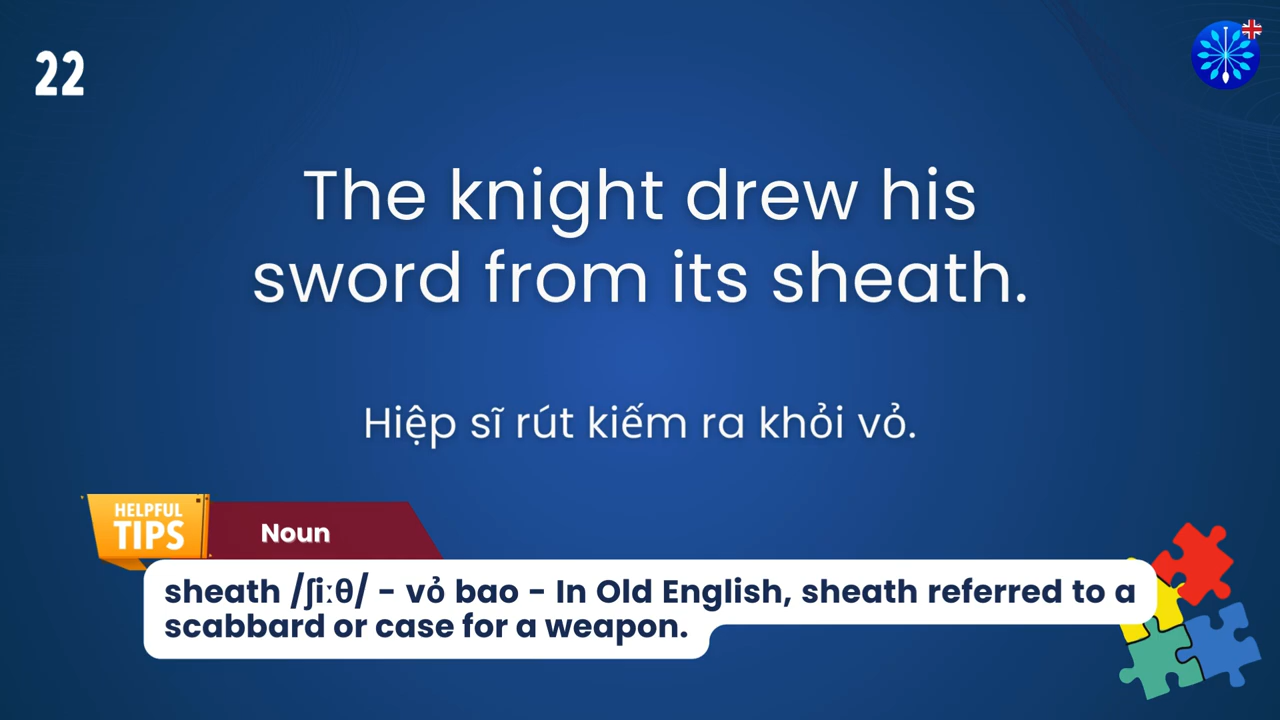 22
The knight drew his
sword from its sheath.
Hiệp sĩ rút kiếm ra khỏi vỏ.
HELPFUL
TIPS
Noun
sheath /ʃiːθ/ - vỏ bao - In Old English, sheath referred to a
scabbard or case for a weapon.